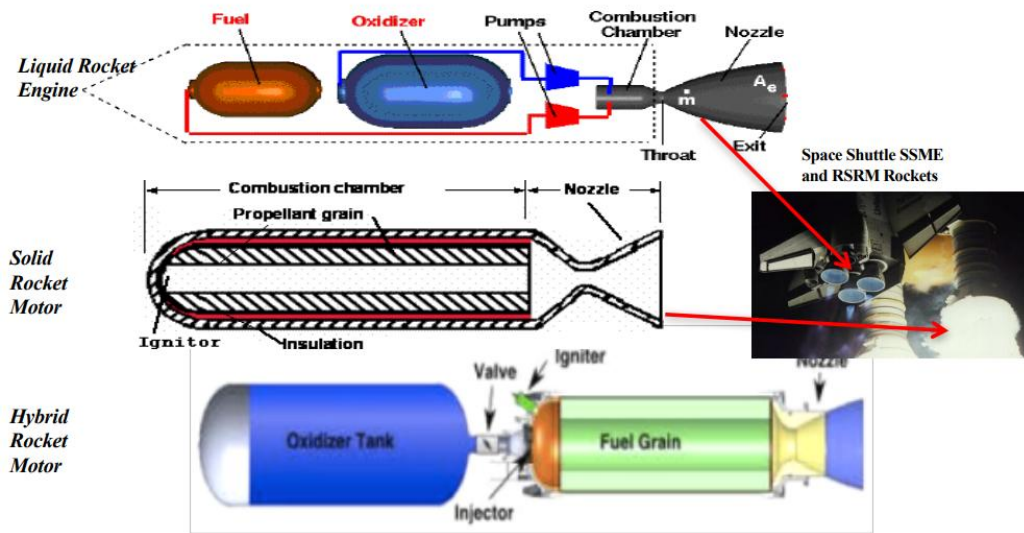 Fuel
Oxidizer
Pumps
Combustion
Chamber
Nozzle
Liquid Rocket
Engine
ṁ
Ae
Throat
Exit
Space Shuttle SSME
and RSRM Rockets
Combustion chamber
Nozzle
Propellant grain
Solid
Rocket
Motor
Ignitor
Insulation
Igniter
Valve
Nozzle
Hybrid
Rocket
Motor
Oxidizer Tank
Fuel Grain
Injector